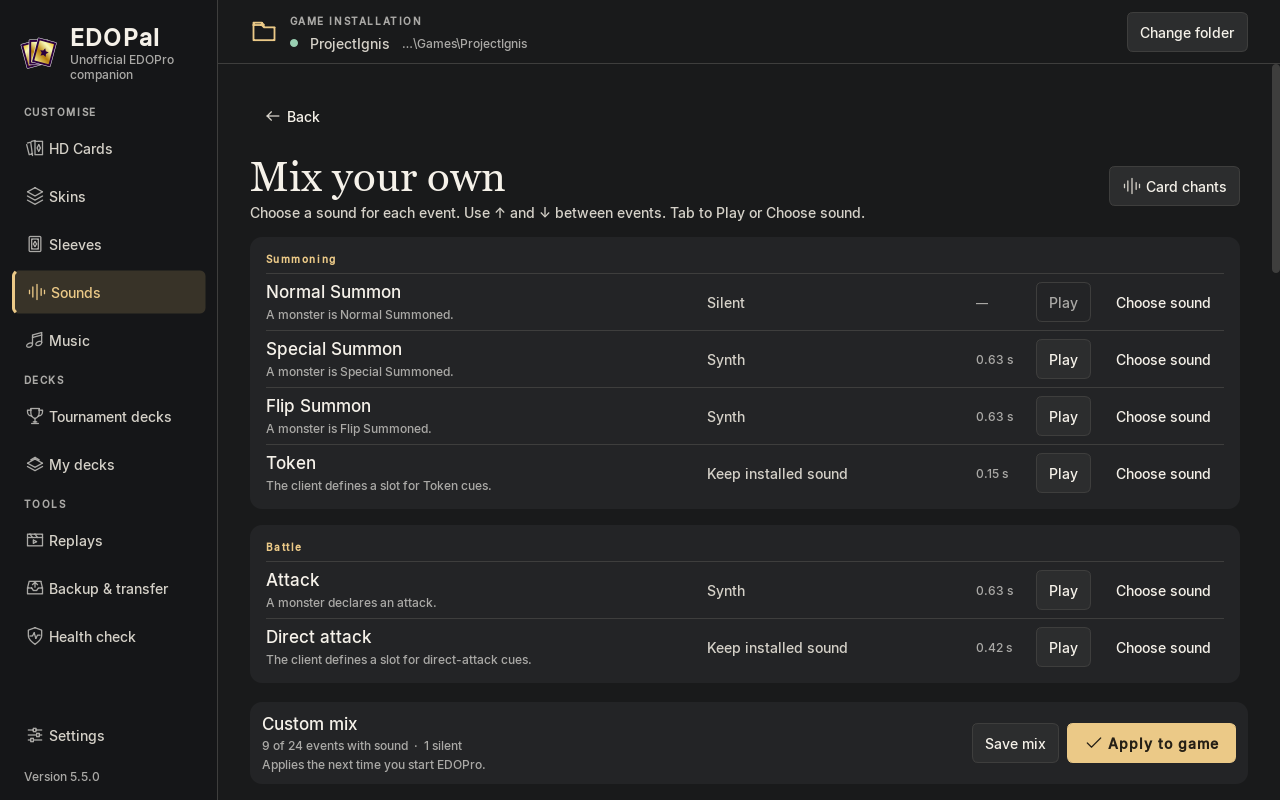 EDOPal
Unofficial EDOPro
companion
CUSTOMISE
HD Cards
Skins
Sleeves
Sounds
Music
DECKS
Tournament decks
My decks
TOOLS
Replays
Backup & transfer
Health check
Settings
Version 5.5.0
GAME INSTALLATION
ProjectIgnis ...\Games\ProjectIgnis
Change folder
← Back
Mix your own
Choose a sound for each event. Use ↑ and ↓ between events. Tab to Play or Choose sound.
Card chants
Summoning
Normal Summon
A monster is Normal Summoned.
Silent — Play Choose sound
Special Summon
A monster is Special Summoned.
Synth 0.63 s Play Choose sound
Flip Summon
A monster is Flip Summoned.
Synth 0.63 s Play Choose sound
Token
The client defines a slot for Token cues.
Keep installed sound 0.15 s Play Choose sound
Battle
Attack
A monster declares an attack.
Synth 0.63 s Play Choose sound
Direct attack
The client defines a slot for direct-attack cues.
Keep installed sound 0.42 s Play Choose sound
Custom mix
9 of 24 events with sound · 1 silent
Applies the next time you start EDOPro.
Save mix
Apply to game